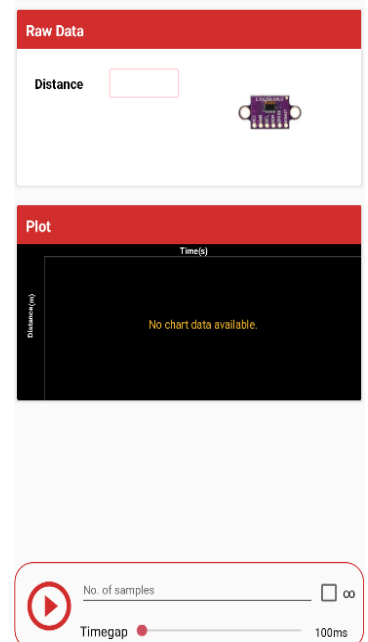 Raw Data
Distance
Plot
Time(s)
Distance(m)
No chart data available.
No. of samples
∞
Timegap
100ms